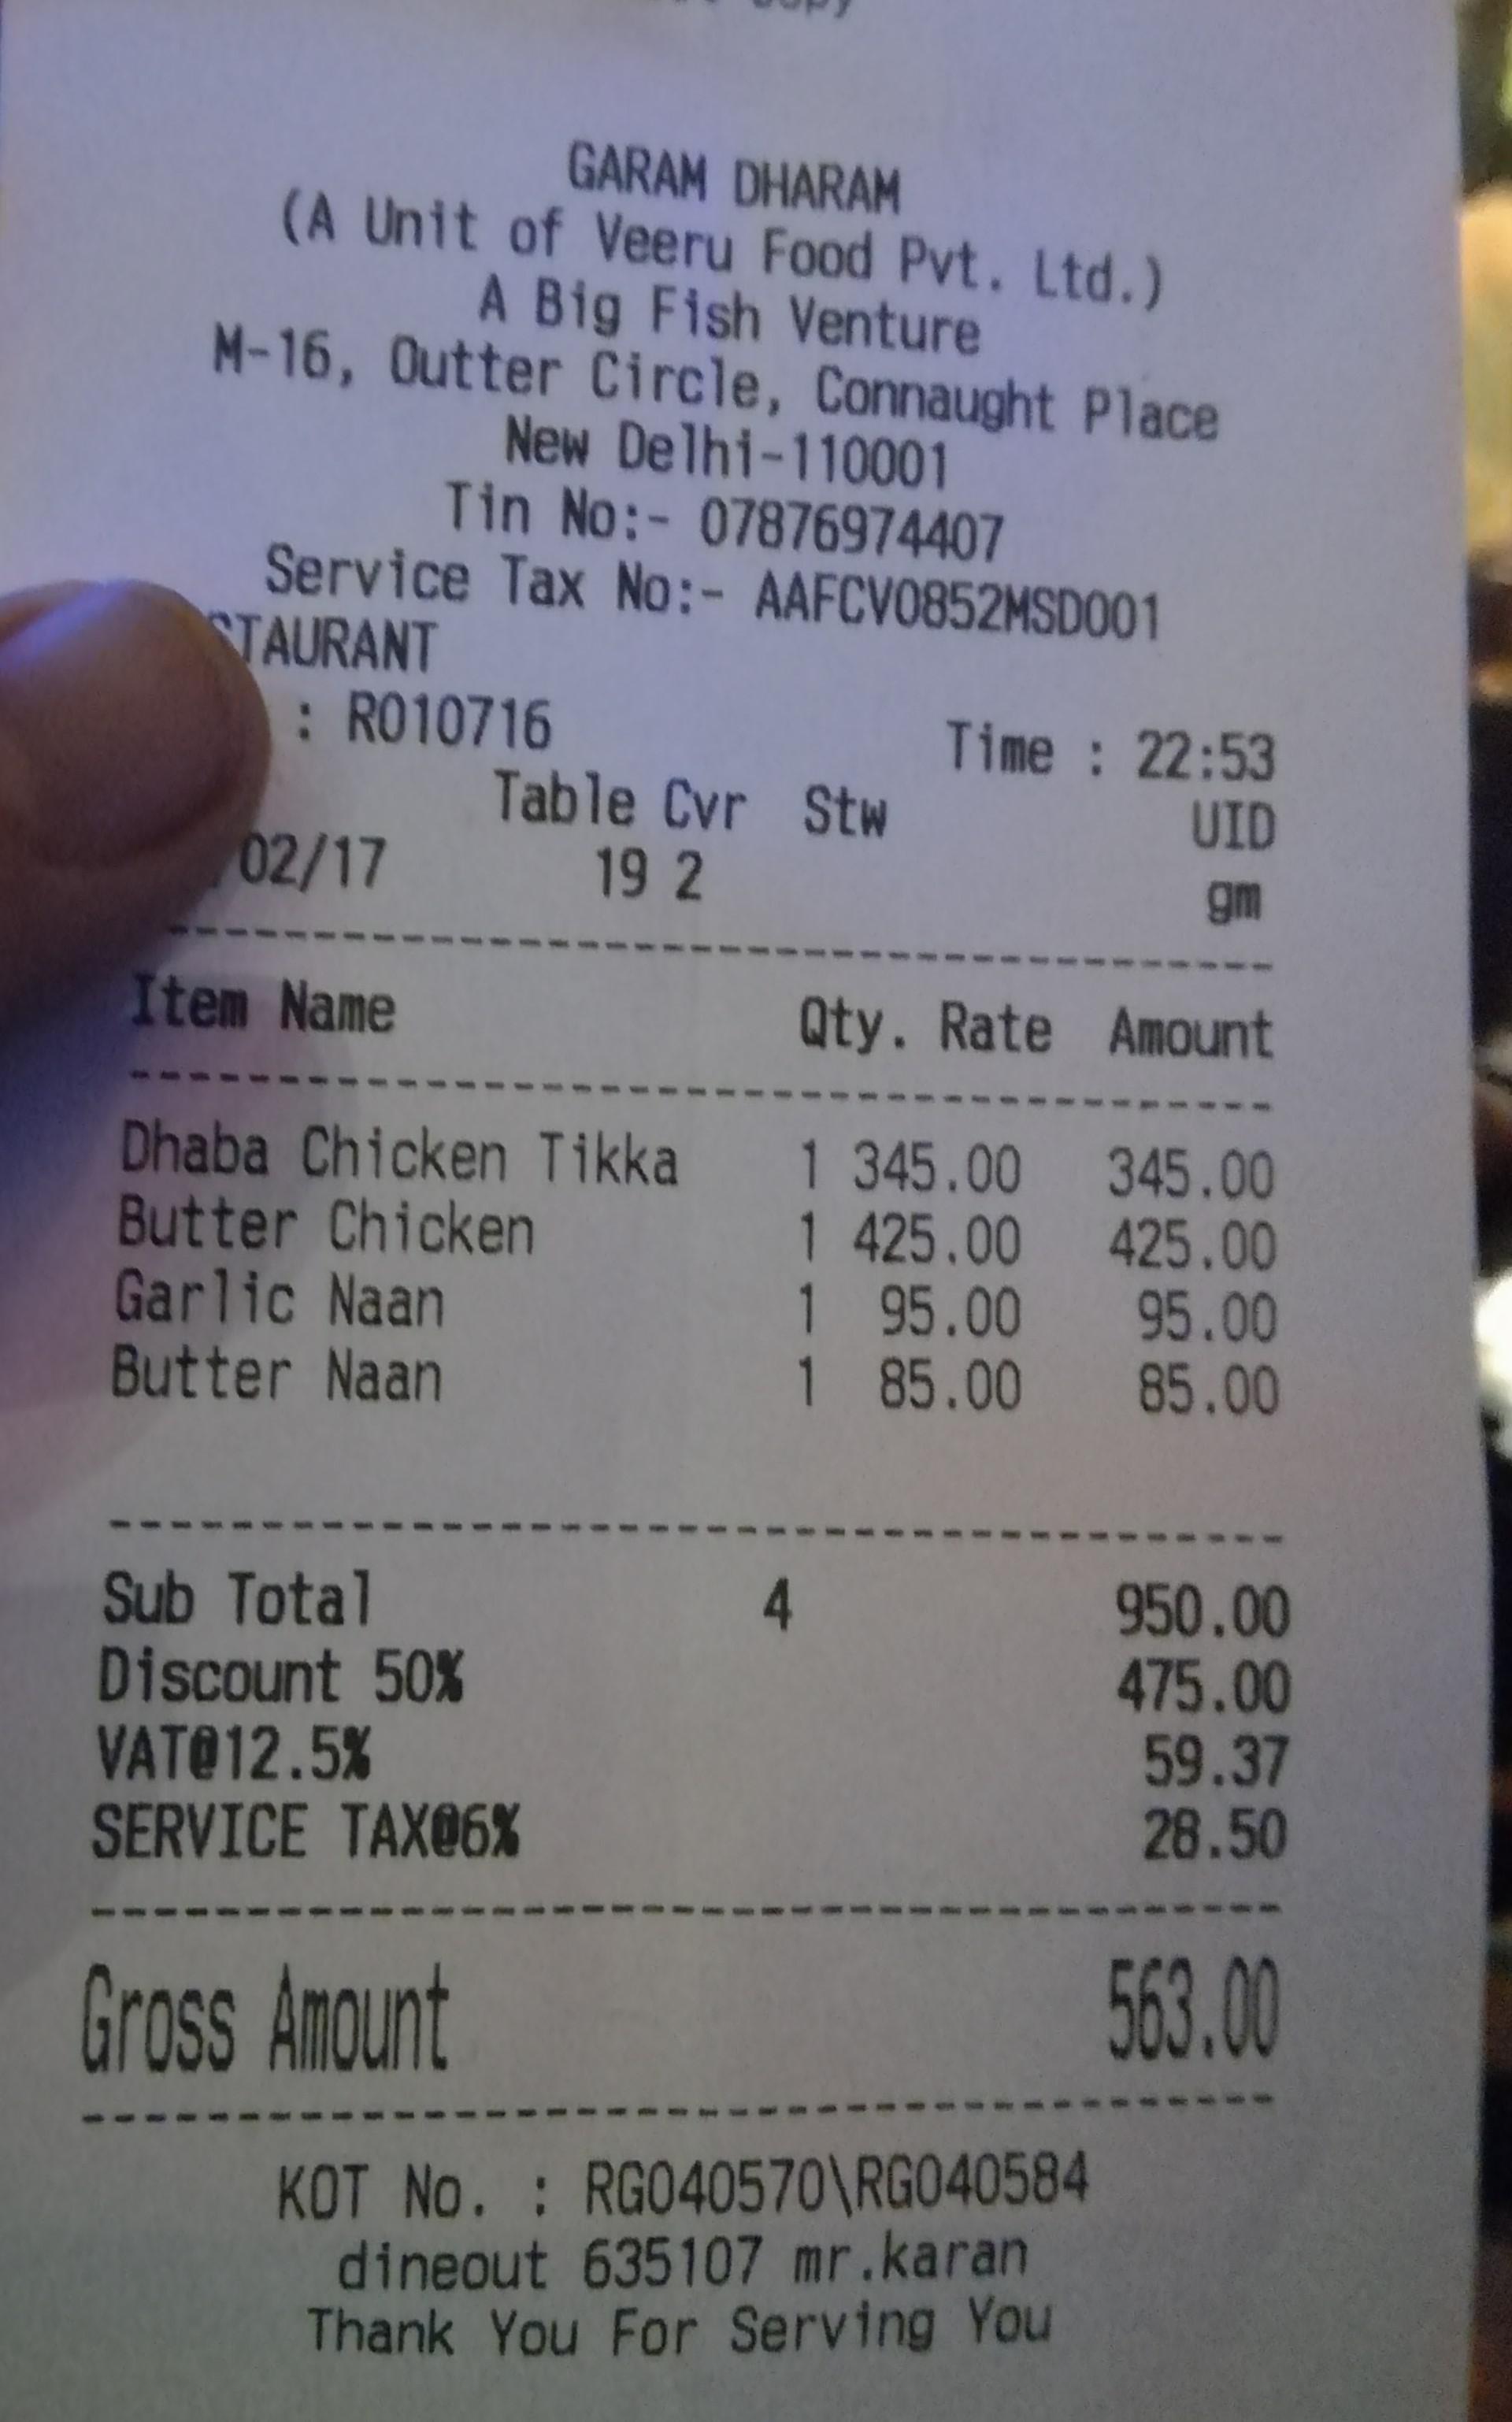 Copy
GARAM DHARAM
(A Unit of Veeru Food Pvt. Ltd.)
A Big Fish Venture
M-16, Outter Circle, Connaught Place
New Delhi-110001
Tin No:- 07876974407
Service Tax No:- AAFCV0852MSD001
STAURANT
: R010716 Time : 22:53
Table Cvr Stw UID
/02/17 19 2 gm
Item Name Qty. Rate Amount
Dhaba Chicken Tikka 1 345.00 345.00
Butter Chicken 1 425.00 425.00
Garlic Naan 1 95.00 95.00
Butter Naan 1 85.00 85.00
Sub Total 4 950.00
Discount 50% 475.00
VAT@12.5% 59.37
SERVICE TAX@6% 28.50
Gross Amount 563.00
KOT No. : RG040570\RG040584
dineout 635107 mr.karan
Thank You For Serving You